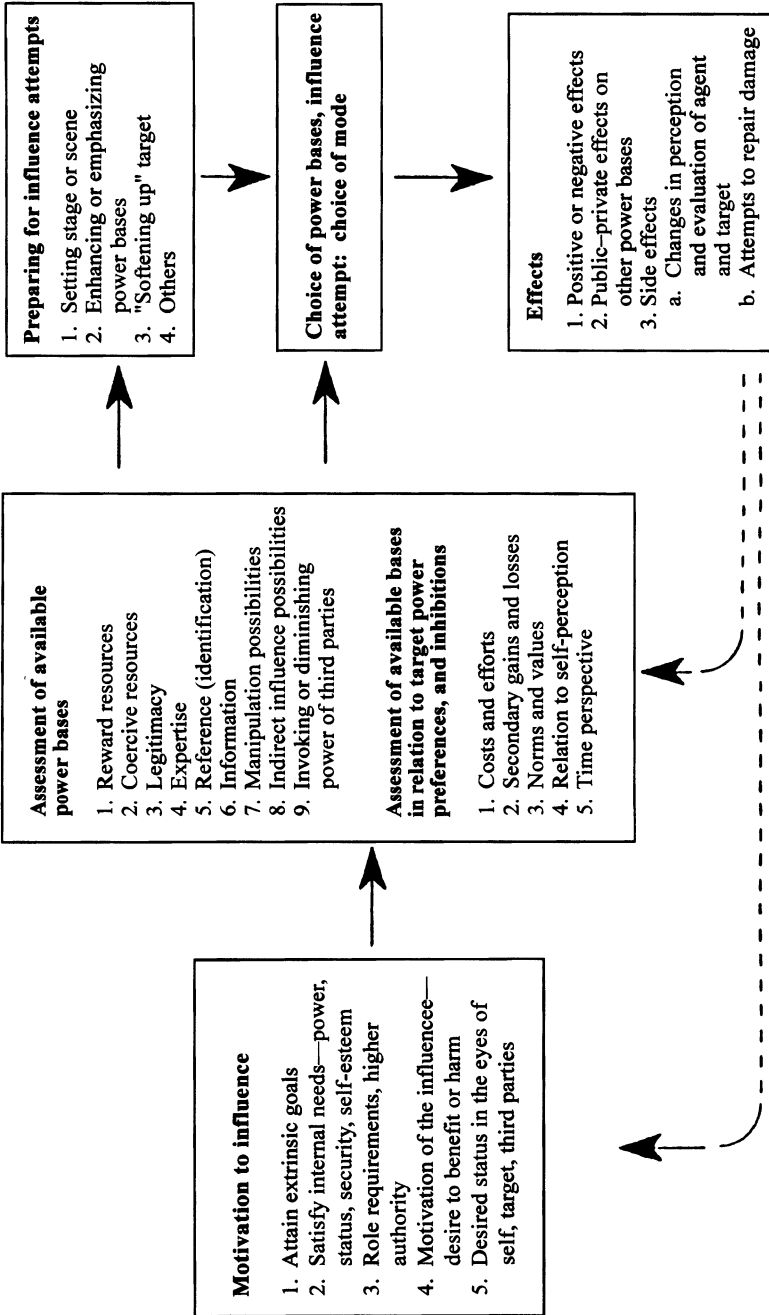 Motivation to influence
1. Attain extrinsic goals
2. Satisfy internal needs—power,
status, security, self-esteem
3. Role requirements, higher
authority
4. Motivation of the influencee—
desire to benefit or harm
5. Desired status in the eyes of
self, target, third parties
Assessment of available
power bases
1. Reward resources
2. Coercive resources
3. Legitimacy
4. Expertise
5. Reference (identification)
6. Information
7. Manipulation possibilities
8. Indirect influence possibilities
9. Invoking or diminishing
power of third parties
Assessment of available bases
in relation to target power
preferences, and inhibitions
1. Costs and efforts
2. Secondary gains and losses
3. Norms and values
4. Relation to self-perception
5. Time perspective
Preparing for influence attempts
1. Setting stage or scene
2. Enhancing or emphasizing
power bases
3. "Softening up" target
4. Others
Choice of power bases, influence
attempt: choice of mode
Effects
1. Positive or negative effects
2. Public–private effects on
other power bases
3. Side effects
a. Changes in perception
and evaluation of agent
and target
b. Attempts to repair damage